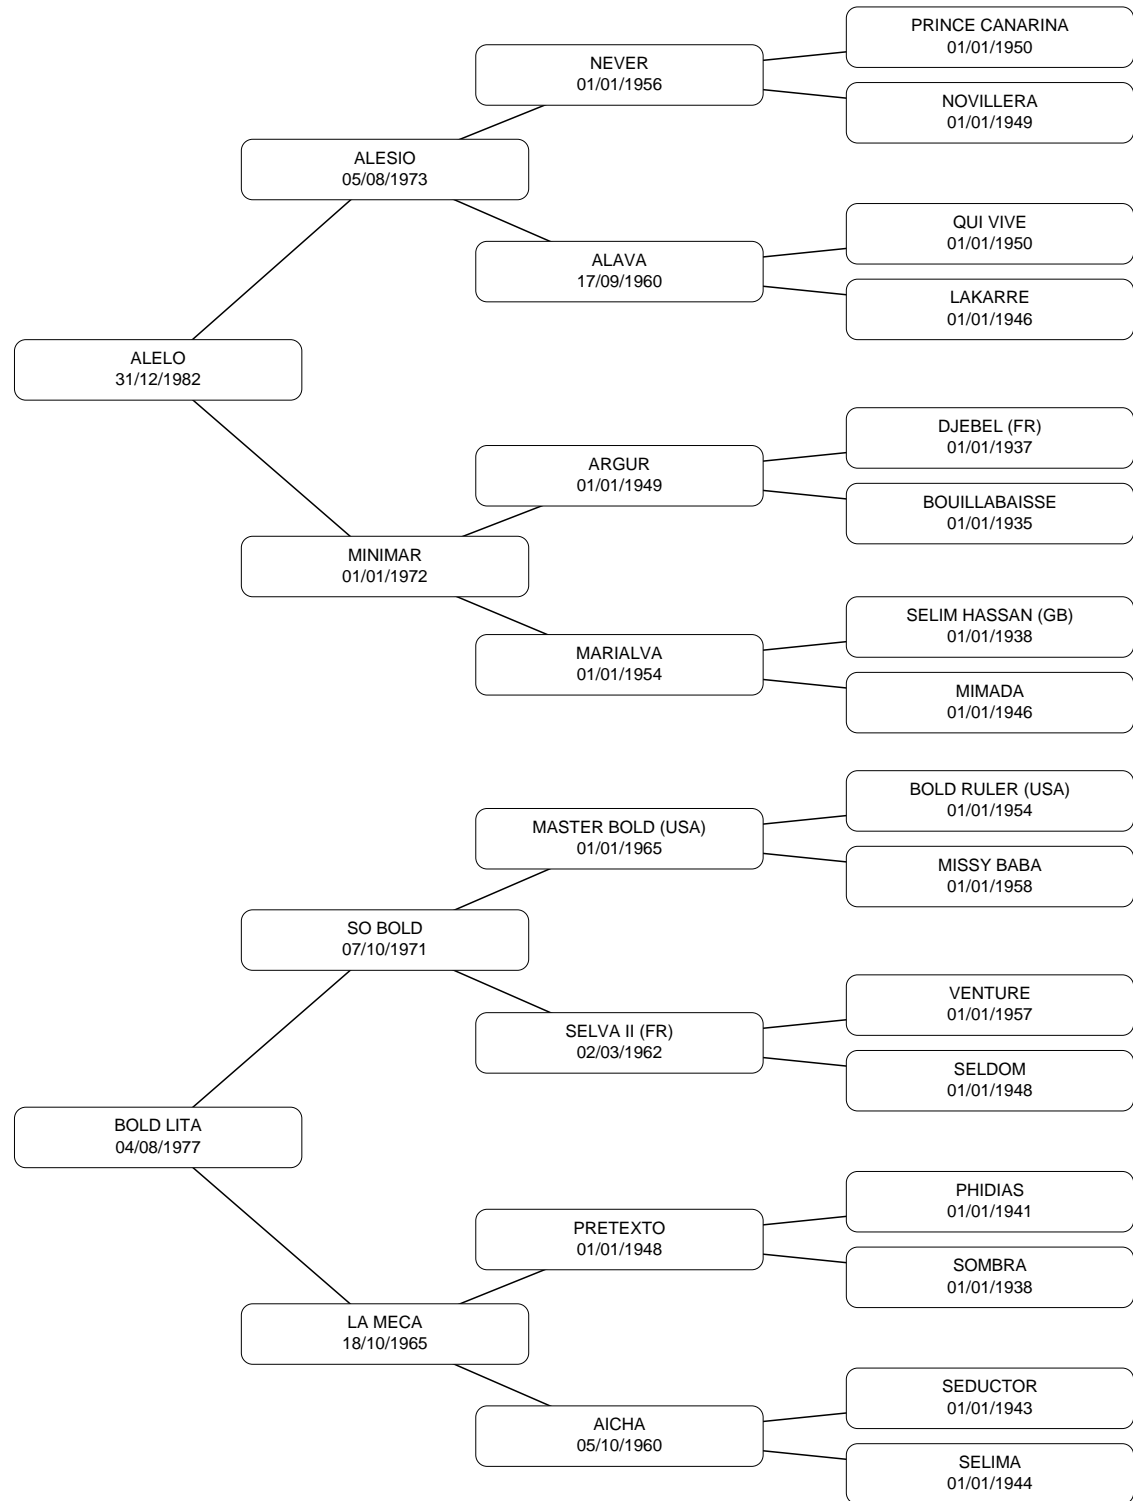 PRINCE CANARINA
01/01/1950
NEVER
01/01/1956
NOVILLERA
01/01/1949
ALESIO
05/08/1973
QUI VIVE
01/01/1950
ALAVA
17/09/1960
LAKARRE
01/01/1946
ALELO
31/12/1982
DJEBEL (FR)
01/01/1937
ARGUR
01/01/1949
BOUILLABAISSE
01/01/1935
MINIMAR
01/01/1972
SELIM HASSAN (GB)
01/01/1938
MARIALVA
01/01/1954
MIMADA
01/01/1946
BOLD RULER (USA)
01/01/1954
MASTER BOLD (USA)
01/01/1965
MISSY BABA
01/01/1958
SO BOLD
07/10/1971
VENTURE
01/01/1957
SELVA II (FR)
02/03/1962
SELDOM
01/01/1948
BOLD LITA
04/08/1977
PHIDIAS
01/01/1941
PRETEXTO
01/01/1948
SOMBRA
01/01/1938
LA MECA
18/10/1965
SEDUCTOR
01/01/1943
AICHA
05/10/1960
SELIMA
01/01/1944